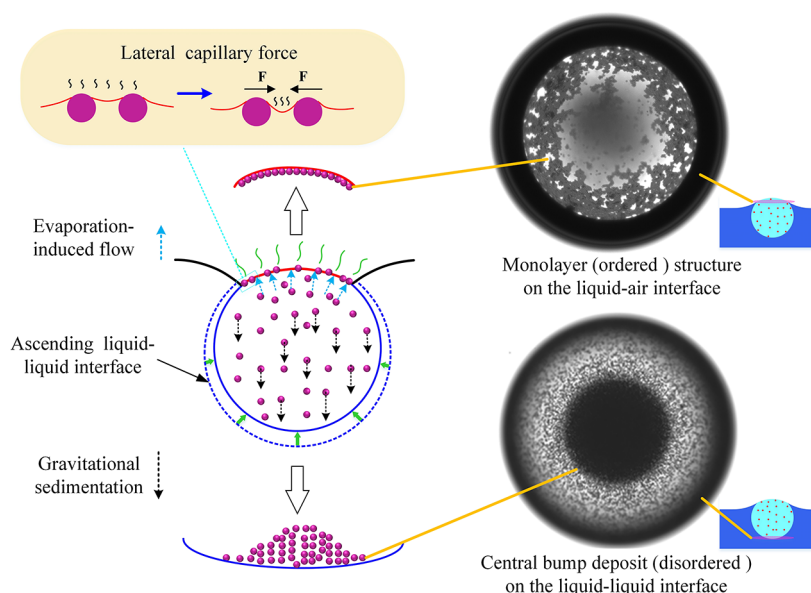 Lateral capillary force
F
F
Evaporation-
induced flow
Ascending liquid-
liquid interface
Gravitational
sedimentation
Monolayer (ordered ) structure
on the liquid-air interface
Central bump deposit (disordered )
on the liquid-liquid interface